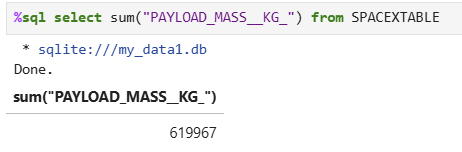 %sql select sum("PAYLOAD_MASS__KG_") from SPACEXTABLE
* sqlite:///my_data1.db
Done.
sum("PAYLOAD_MASS__KG_")
619967